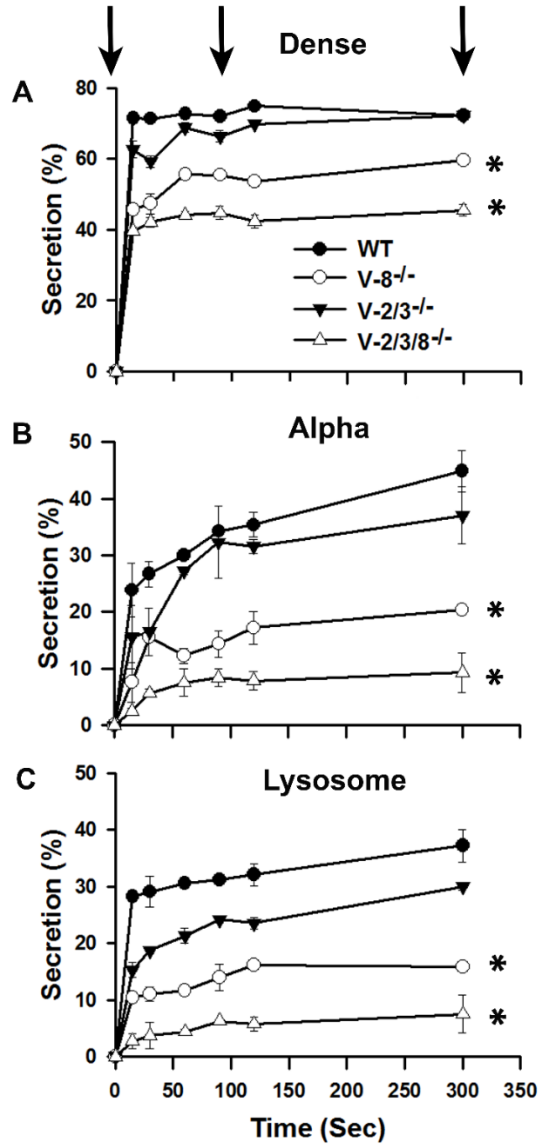 Dense
A
Secretion (%)
80
60
40
20
0
*
*
WT
V-8-/-
V-2/3-/-
V-2/3/8-/-
B
Alpha
Secretion (%)
50
40
30
20
10
0
*
*
C
Lysosome
Secretion (%)
50
40
30
20
10
0
*
*
0 50 100 150 200 250 300 350
Time (Sec)